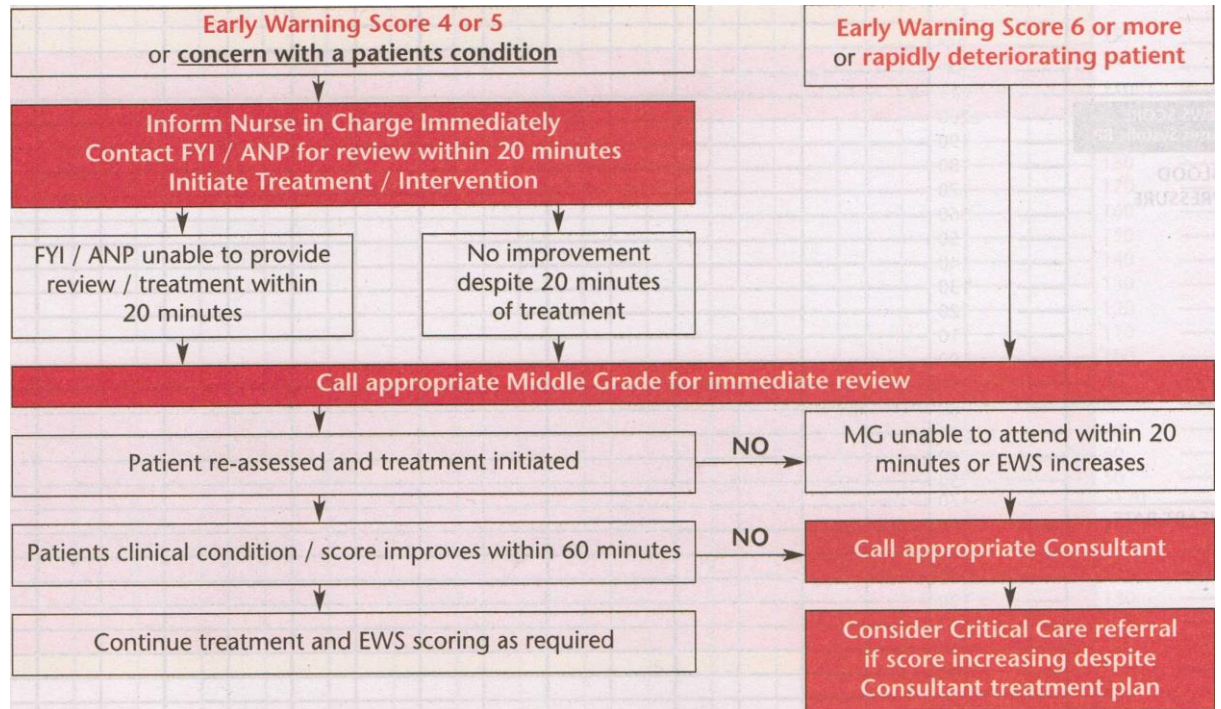 Early Warning Score 4 or 5
or concern with a patients condition
Early Warning Score 6 or more
or rapidly deteriorating patient
Inform Nurse in Charge Immediately
Contact FYI / ANP for review within 20 minutes
Initiate Treatment / Intervention
FYI / ANP unable to provide
review / treatment within
20 minutes
No improvement
despite 20 minutes
of treatment
Call appropriate Middle Grade for immediate review
Patient re-assessed and treatment initiated
NO
MG unable to attend within 20
minutes or EWS increases
Patients clinical condition / score improves within 60 minutes
NO
Call appropriate Consultant
Continue treatment and EWS scoring as required
Consider Critical Care referral
if score increasing despite
Consultant treatment plan